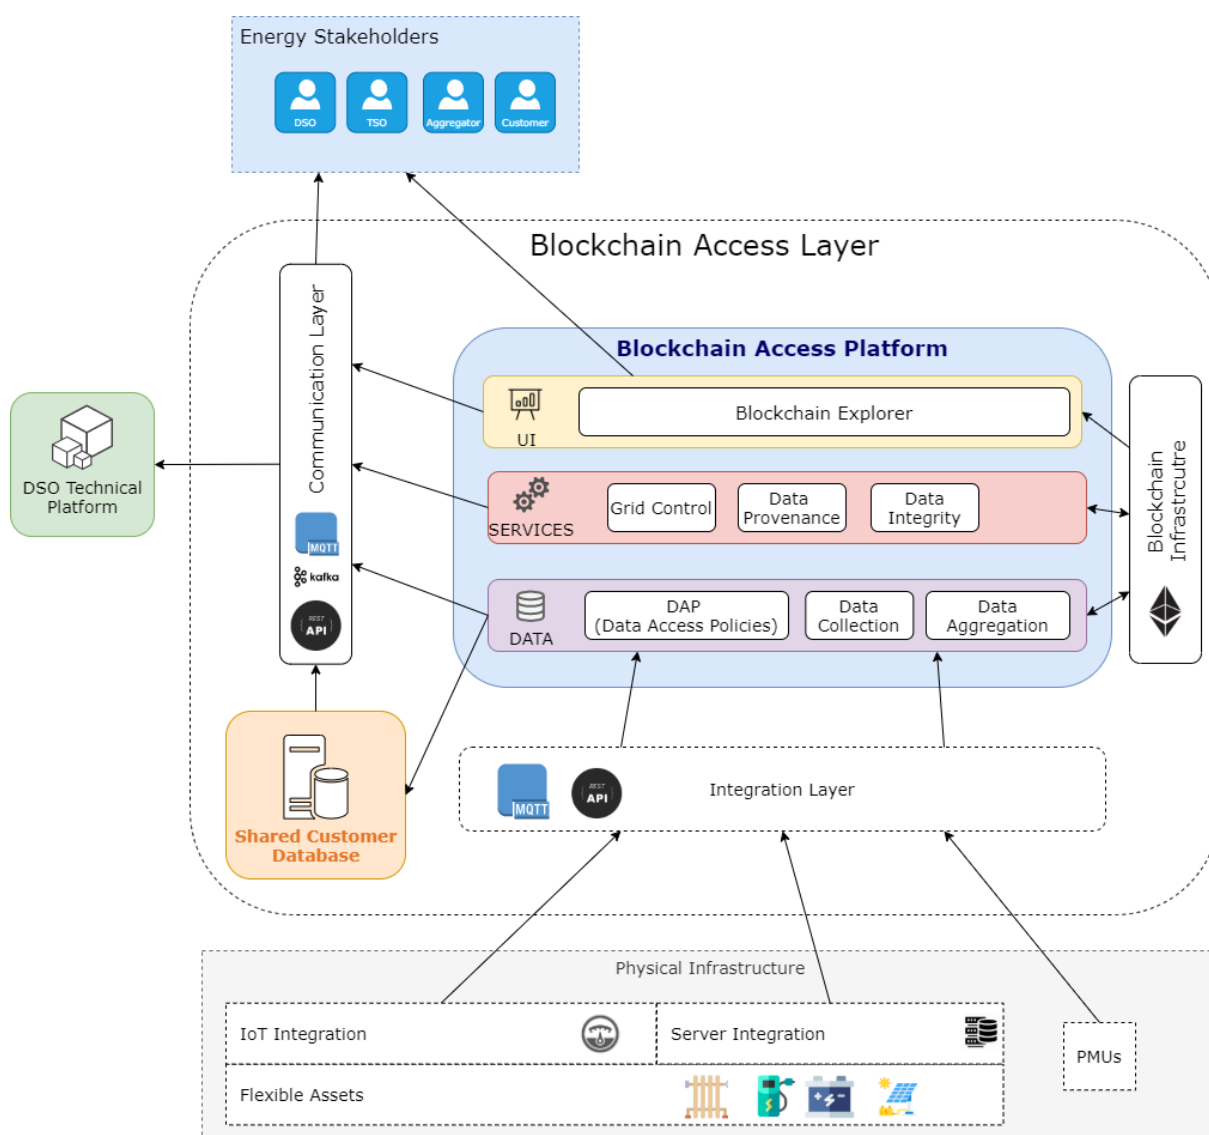 Energy Stakeholders
DSO
TSO
Aggregator
Customer
Blockchain Access Layer
Communication Layer
MQTT
kafka
REST
API
Blockchain Access Platform
UI
Blockchain Explorer
SERVICES
Grid Control
Data
Provenance
Data
Integrity
DATA
DAP
(Data Access Policies)
Data
Collection
Data
Aggregation
Blockchain
Infrastrcutre
DSO Technical
Platform
Shared Customer
Database
MQTT
REST
API
Integration Layer
Physical Infrastructure
IoT Integration
Server Integration
PMUs
Flexible Assets